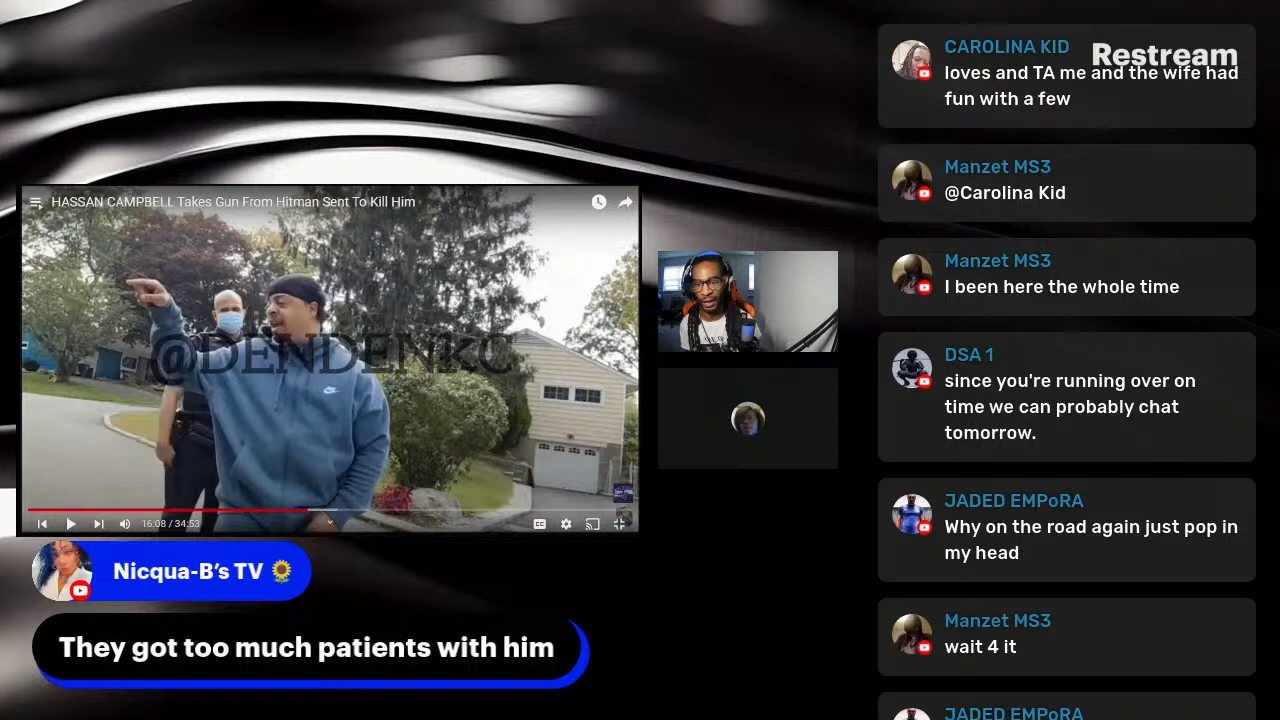 HASSAN CAMPBELL Takes Gun From Hitman Sent To Kill Him
@DENDENKC
16:08 / 34:53
CC
Nicqua-B’s TV 🌻
They got too much patients with him
Restream
CAROLINA KID
loves and TA me and the wife had
fun with a few
Manzet MS3
@Carolina Kid
Manzet MS3
I been here the whole time
DSA 1
since you're running over on
time we can probably chat
tomorrow.
JADED EMPoRA
Why on the road again just pop in
my head
Manzet MS3
wait 4 it
JADED EMPoRA